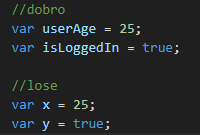 //dobro
var userAge = 25;
var isLoggedIn = true;
//lose
var x = 25;
var y = true;